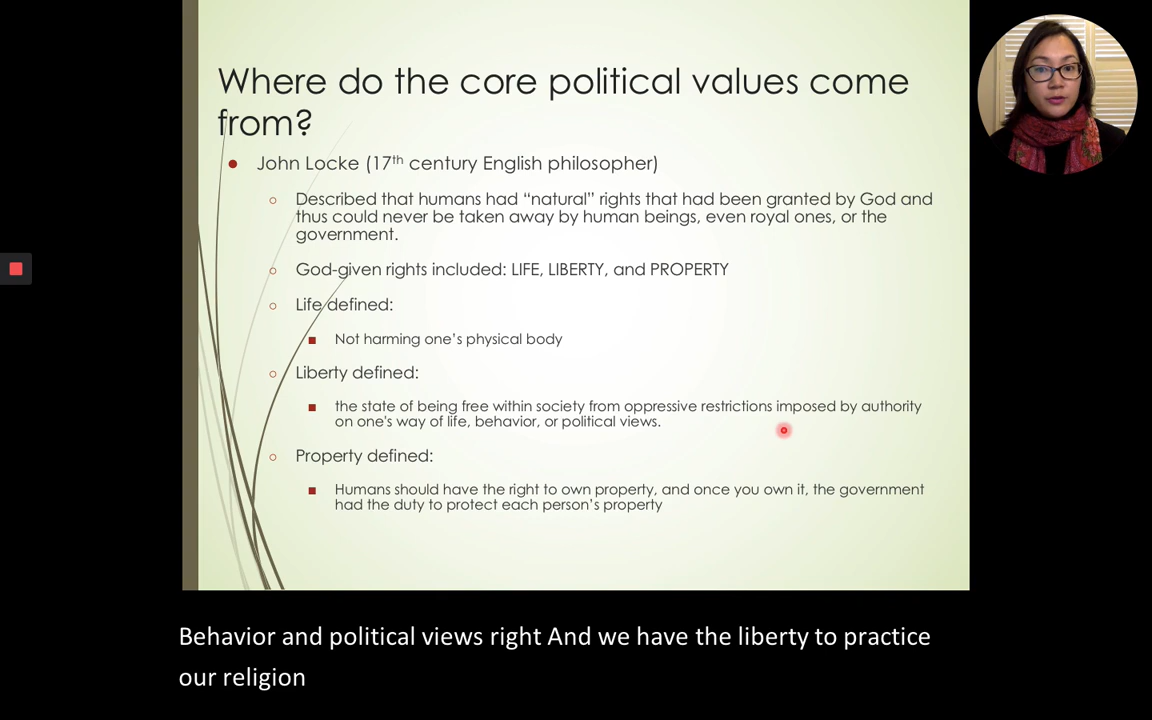 Where do the core political values come
from?
John Locke (17th century English philosopher)
Described that humans had “natural” rights that had been granted by God and
thus could never be taken away by human beings, even royal ones, or the
government.
God-given rights included: LIFE, LIBERTY, and PROPERTY
Life defined:
Not harming one’s physical body
Liberty defined:
the state of being free within society from oppressive restrictions imposed by authority
on one's way of life, behavior, or political views.
Property defined:
Humans should have the right to own property, and once you own it, the government
had the duty to protect each person’s property
Behavior and political views right And we have the liberty to practice
our religion